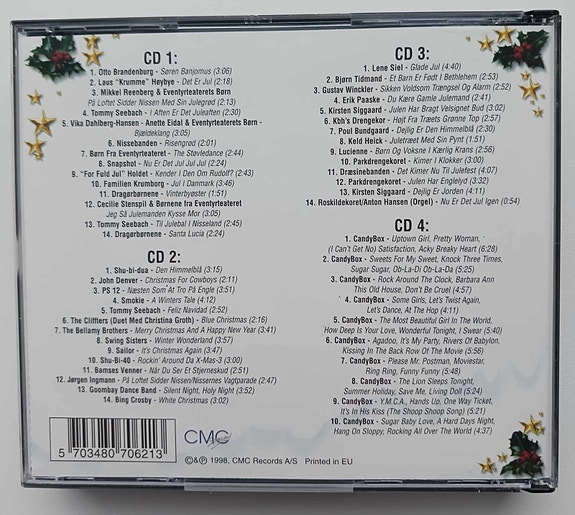 CD 1:
1. Otto Brandenburg - Søren Banjomus (3:06)
2. Laus "Krumme" Høybye - Det Er Jul (2:18)
3. Mikkel Reenberg & Eventyrteatrets Børn -
På Loftet Sidder Nissen Med Sin Julegrød (2:13)
4. Tommy Seebach - I Aften Er Det Juleaften (2:30)
5. Vika Dahlberg-Hansen - Anette Eidal & Eventyrteatrets Børn -
Bjældeklang (3:05)
6. Nissebanden - Risengrød (2:01)
7. Børn Fra Eventyrteateret - The Støvledance (2:44)
8. Snapshot - Nu Er Det Jul Jul Jul (2:24)
9. "For Fuld Jul" Holdet - Kender I Den Om Rudolf? (2:43)
10. Familien Krumborg - Jul I Danmark (3:46)
11. Dragørbørnene - Vinterbyøster (1:51)
12. Cecilie Stenspil & Børnene fra Eventyrteateret
Jeg Så Julemanden Kysse Mor (3:05)
13. Tommy Seebach - Til Julebal I Nisseland (2:45)
14. Dragørbørnene - Santa Lucia (2:24)
CD 2:
1. Shu-bi-dua - Den Himmelblå (3:15)
2. John Denver - Christmas For Cowboys (2:11)
3. PS 12 - Næsten Som At Tro På Engle (3:51)
4. Smokie - A Winters Tale (4:12)
5. Tommy Seebach - Feliz Navidad (2:52)
6. The Cliffters (Duet Med Christina Groth) - Blue Christmas (2:16)
7. The Bellamy Brothers - Merry Christmas And A Happy New Year (3:41)
8. Swing Sisters - Winter Wonderland (3:57)
9. Sailor - It's Christmas Again (3:47)
10. Shu-Bi-40 - Rockin' Around Da X-Mas-3 (3:00)
11. Bamses Venner - Når Du Ser Et Stjerneskud (2:51)
12. Jørgen Ingmann - På Loftet Sidder Nissen/Nissernes Vagtparade (2:47)
13. Goombay Dance Band - Silent Night, Holy Night (3:52)
14. Bing Crosby - White Christmas (3:02)
5 703480 706213
CMC
©&℗ 1998, CMC Records A/S Printed in EU
CD 3:
1. Lene Siel - Glade Jul (4:40)
2. Bjørn Tidmand - Et Barn Er Født I Bethlehem (2:53)
3. Gustav Winckler - Sikken Voldsom Trængsel Og Alarm (2:52)
4. Erik Paaske - Du Kære Gamle Julemand (2:41)
5. Kirsten Siggaard - Julen Har Bragt Velsignet Bud (3:02)
6. Kbh's Drengekor - Højt Fra Træets Grønne Top (2:57)
7. Poul Bundgaard - Dejlig Er Den Himmelblå (2:30)
8. Keld Heick - Juletræet Med Sin Pynt (1:51)
9. Lucienne - Børn Og Voksne I Kærlig Krans (2:56)
10. Parkdrengekoret - Kimer I Klokker (3:00)
11. Dræsinebanden - Det Kimer Nu Til Julefest (4:07)
12. Parkdrengekoret - Julen Har Englelyd (3:32)
13. Kirsten Siggaard - Dejlig Er Jorden (4:11)
14. Roskildekoret/Anton Hansen (Orgel) - Nu Er Det Jul Igen (0:54)
CD 4:
1. CandyBox - Uptown Girl, Pretty Woman,
(I Can't Get No) Satisfaction, Acky Breaky Heart (6:28)
2. CandyBox - Sweets For My Sweet, Knock Three Times,
Sugar Sugar, Ob-La-Di Ob-La-Da (5:25)
3. CandyBox - Rock Around The Clock, Barbara Ann
This Old House, Don't Be Cruel (4:57)
4. CandyBox - Some Girls, Let's Twist Again,
Let's Dance, At The Hop (4:11)
5. CandyBox - The Most Beautiful Girl In The World,
How Deep Is Your Love, Wonderful Tonight, I Swear (5:40)
6. CandyBox - Agadoo, It's My Party, Rivers Of Babylon,
Kissing In The Back Row Of The Movie (5:56)
7. CandyBox - Please Mr. Postman, Moviestar,
Ring Ring, Funny Funny (5:48)
8. CandyBox - The Lion Sleeps Tonight,
Summer Holiday, Save Me, Living Doll (5:24)
9. CandyBox - Y.M.C.A., Hands Up, One Way Ticket,
It's In His Kiss (The Shoop Shoop Song) (5:21)
10. CandyBox - Sugar Baby Love, A Hard Days Night,
Hang On Sloppy, Rocking All Over The World (4:37)